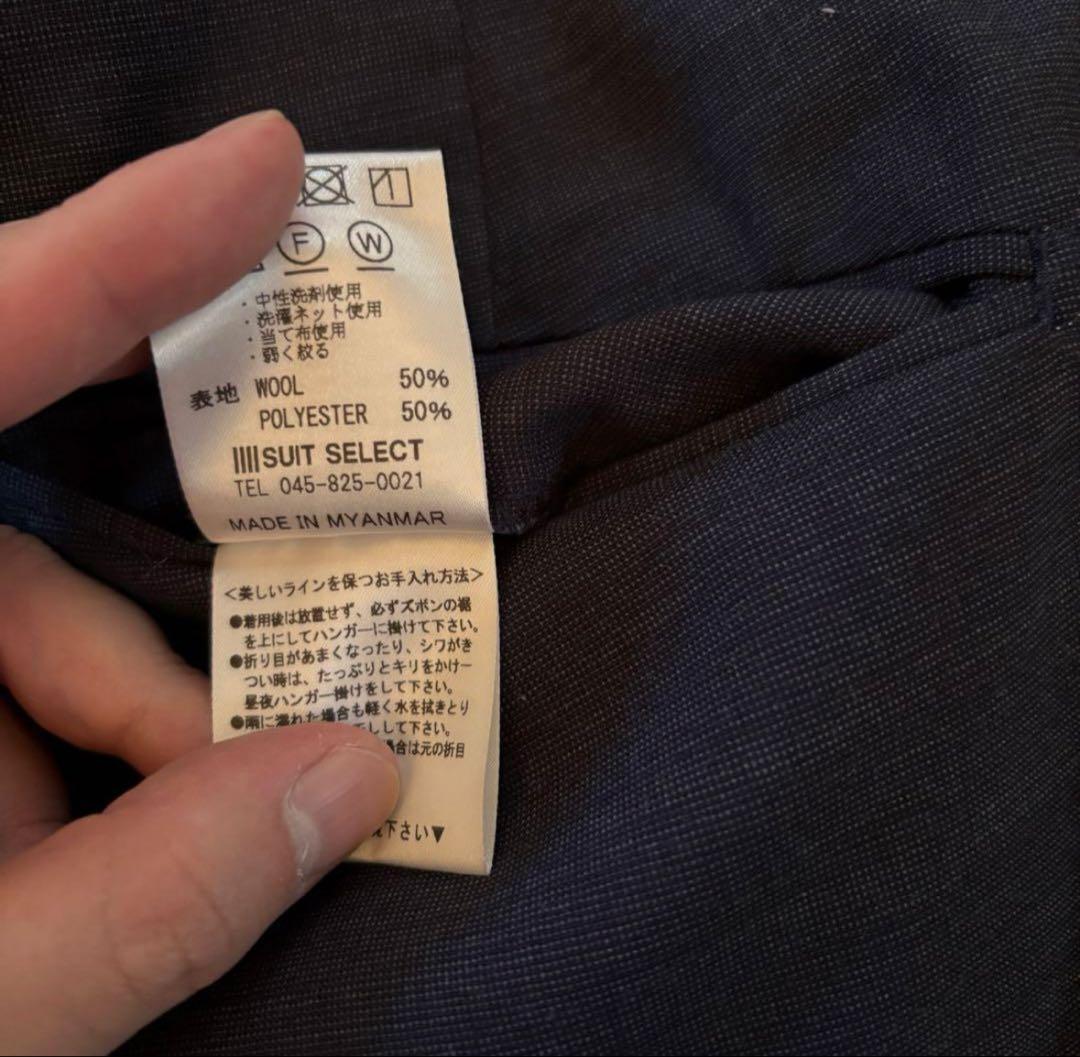 F W
・中性洗剤使用
・洗濯ネット使用
・当て布使用
・弱く絞る
表地 WOOL 50%
POLYESTER 50%
SUIT SELECT
TEL 045-825-0021
MADE IN MYANMAR
<美しいラインを保つお手入れ方法>
●着用後は放置せず、必ずズボンの裾
を上にしてハンガーに掛けて下さい。
●折り目があまくなったり、シワがき
つい時は、たっぷりとキリをかけー
昼夜ハンガー掛けをして下さい。
●雨に濡れた場合も軽く水を拭きとり
して下さい。
場合は元の折目
下さい▼